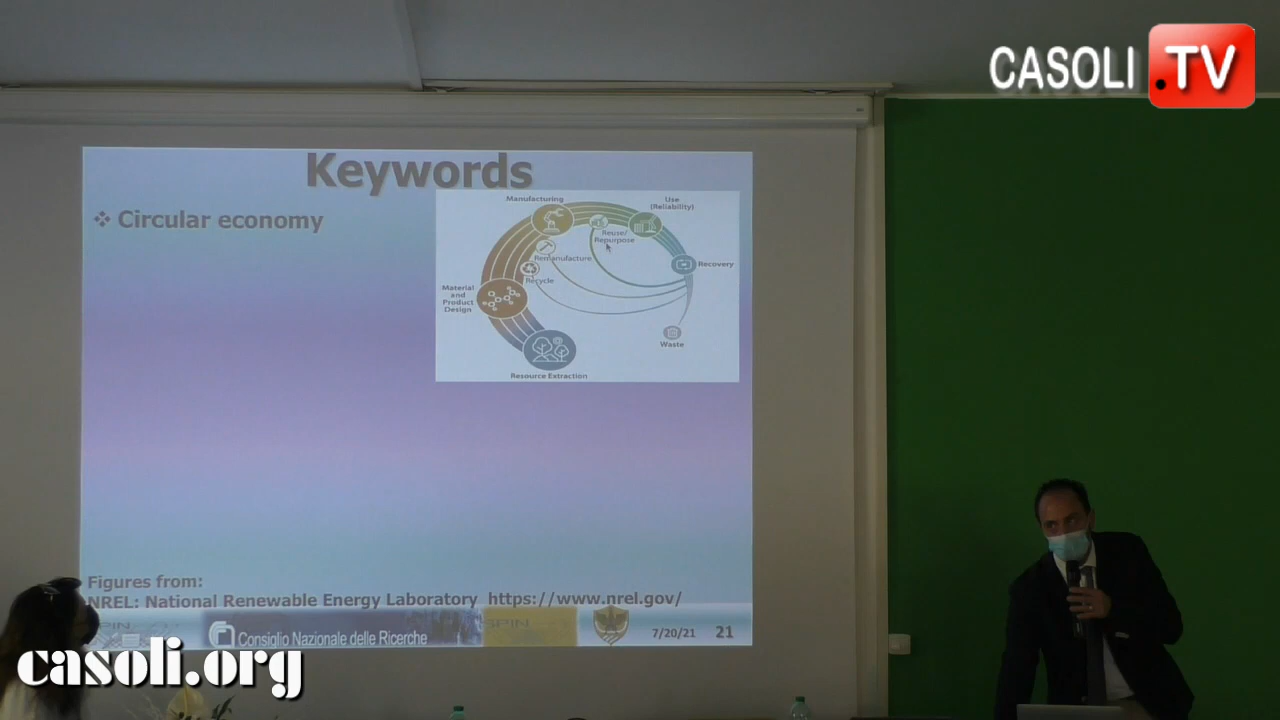 CASOLI .TV
Keywords
❖ Circular economy
Manufacturing
Use
(Reliability)
Reuse/
Repurpose
Remanufacture
Recovery
Recycle
Material
and
Product
Design
Waste
Resource Extraction
Figures from:
NREL: National Renewable Energy Laboratory https://www.nrel.gov/
SPIN
Consiglio Nazionale delle Ricerche
SPIN
7/20/21
21
casoli.org